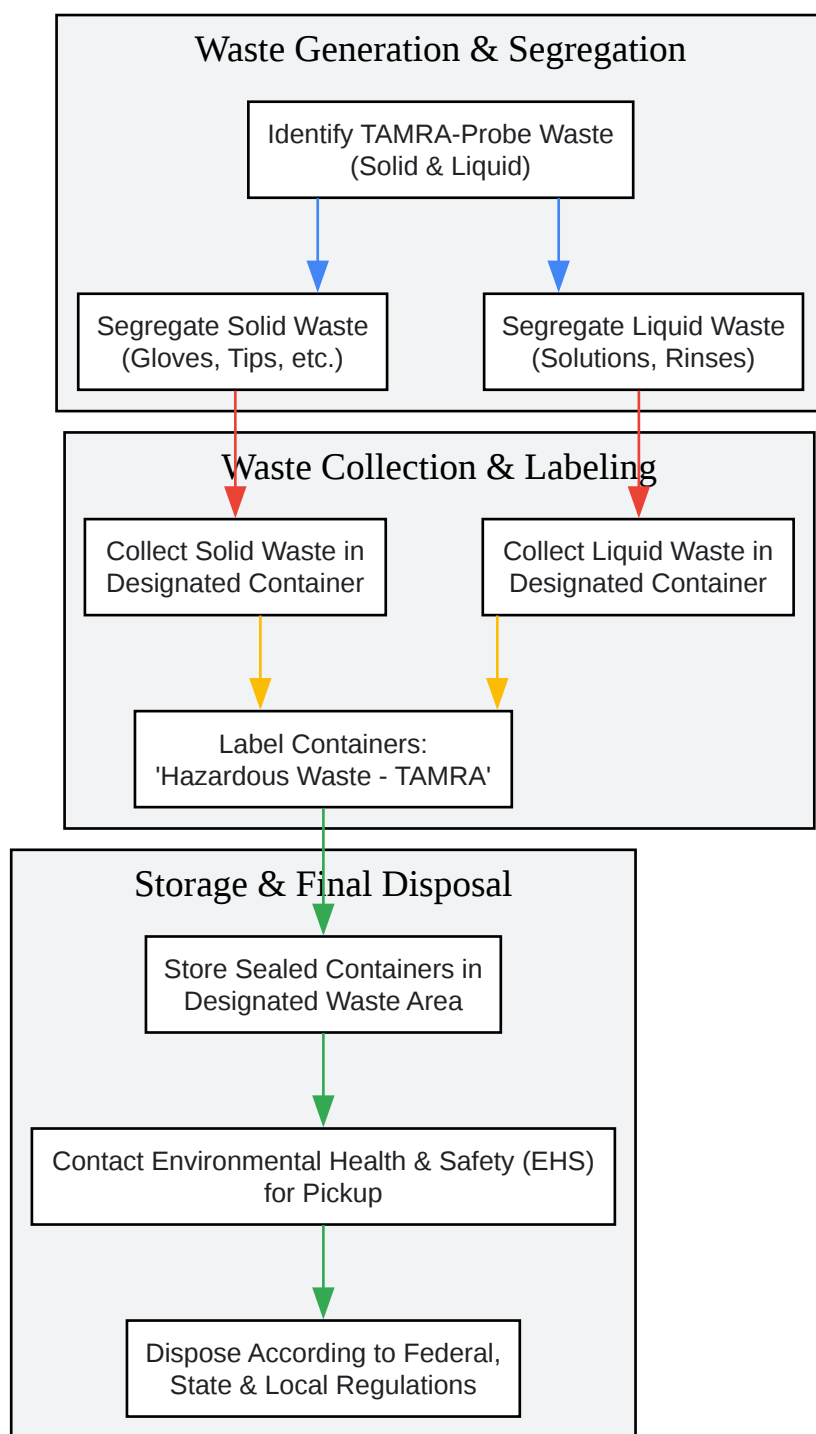 Waste Generation & Segregation
Identify TAMRA-Probe Waste
(Solid & Liquid)
Segregate Solid Waste
(Gloves, Tips, etc.)
Segregate Liquid Waste
(Solutions, Rinses)
Waste Collection & Labeling
Collect Solid Waste in
Designated Container
Collect Liquid Waste in
Designated Container
Label Containers:
'Hazardous Waste - TAMRA'
Storage & Final Disposal
Store Sealed Containers in
Designated Waste Area
Contact Environmental Health & Safety (EHS)
for Pickup
Dispose According to Federal,
State & Local Regulations